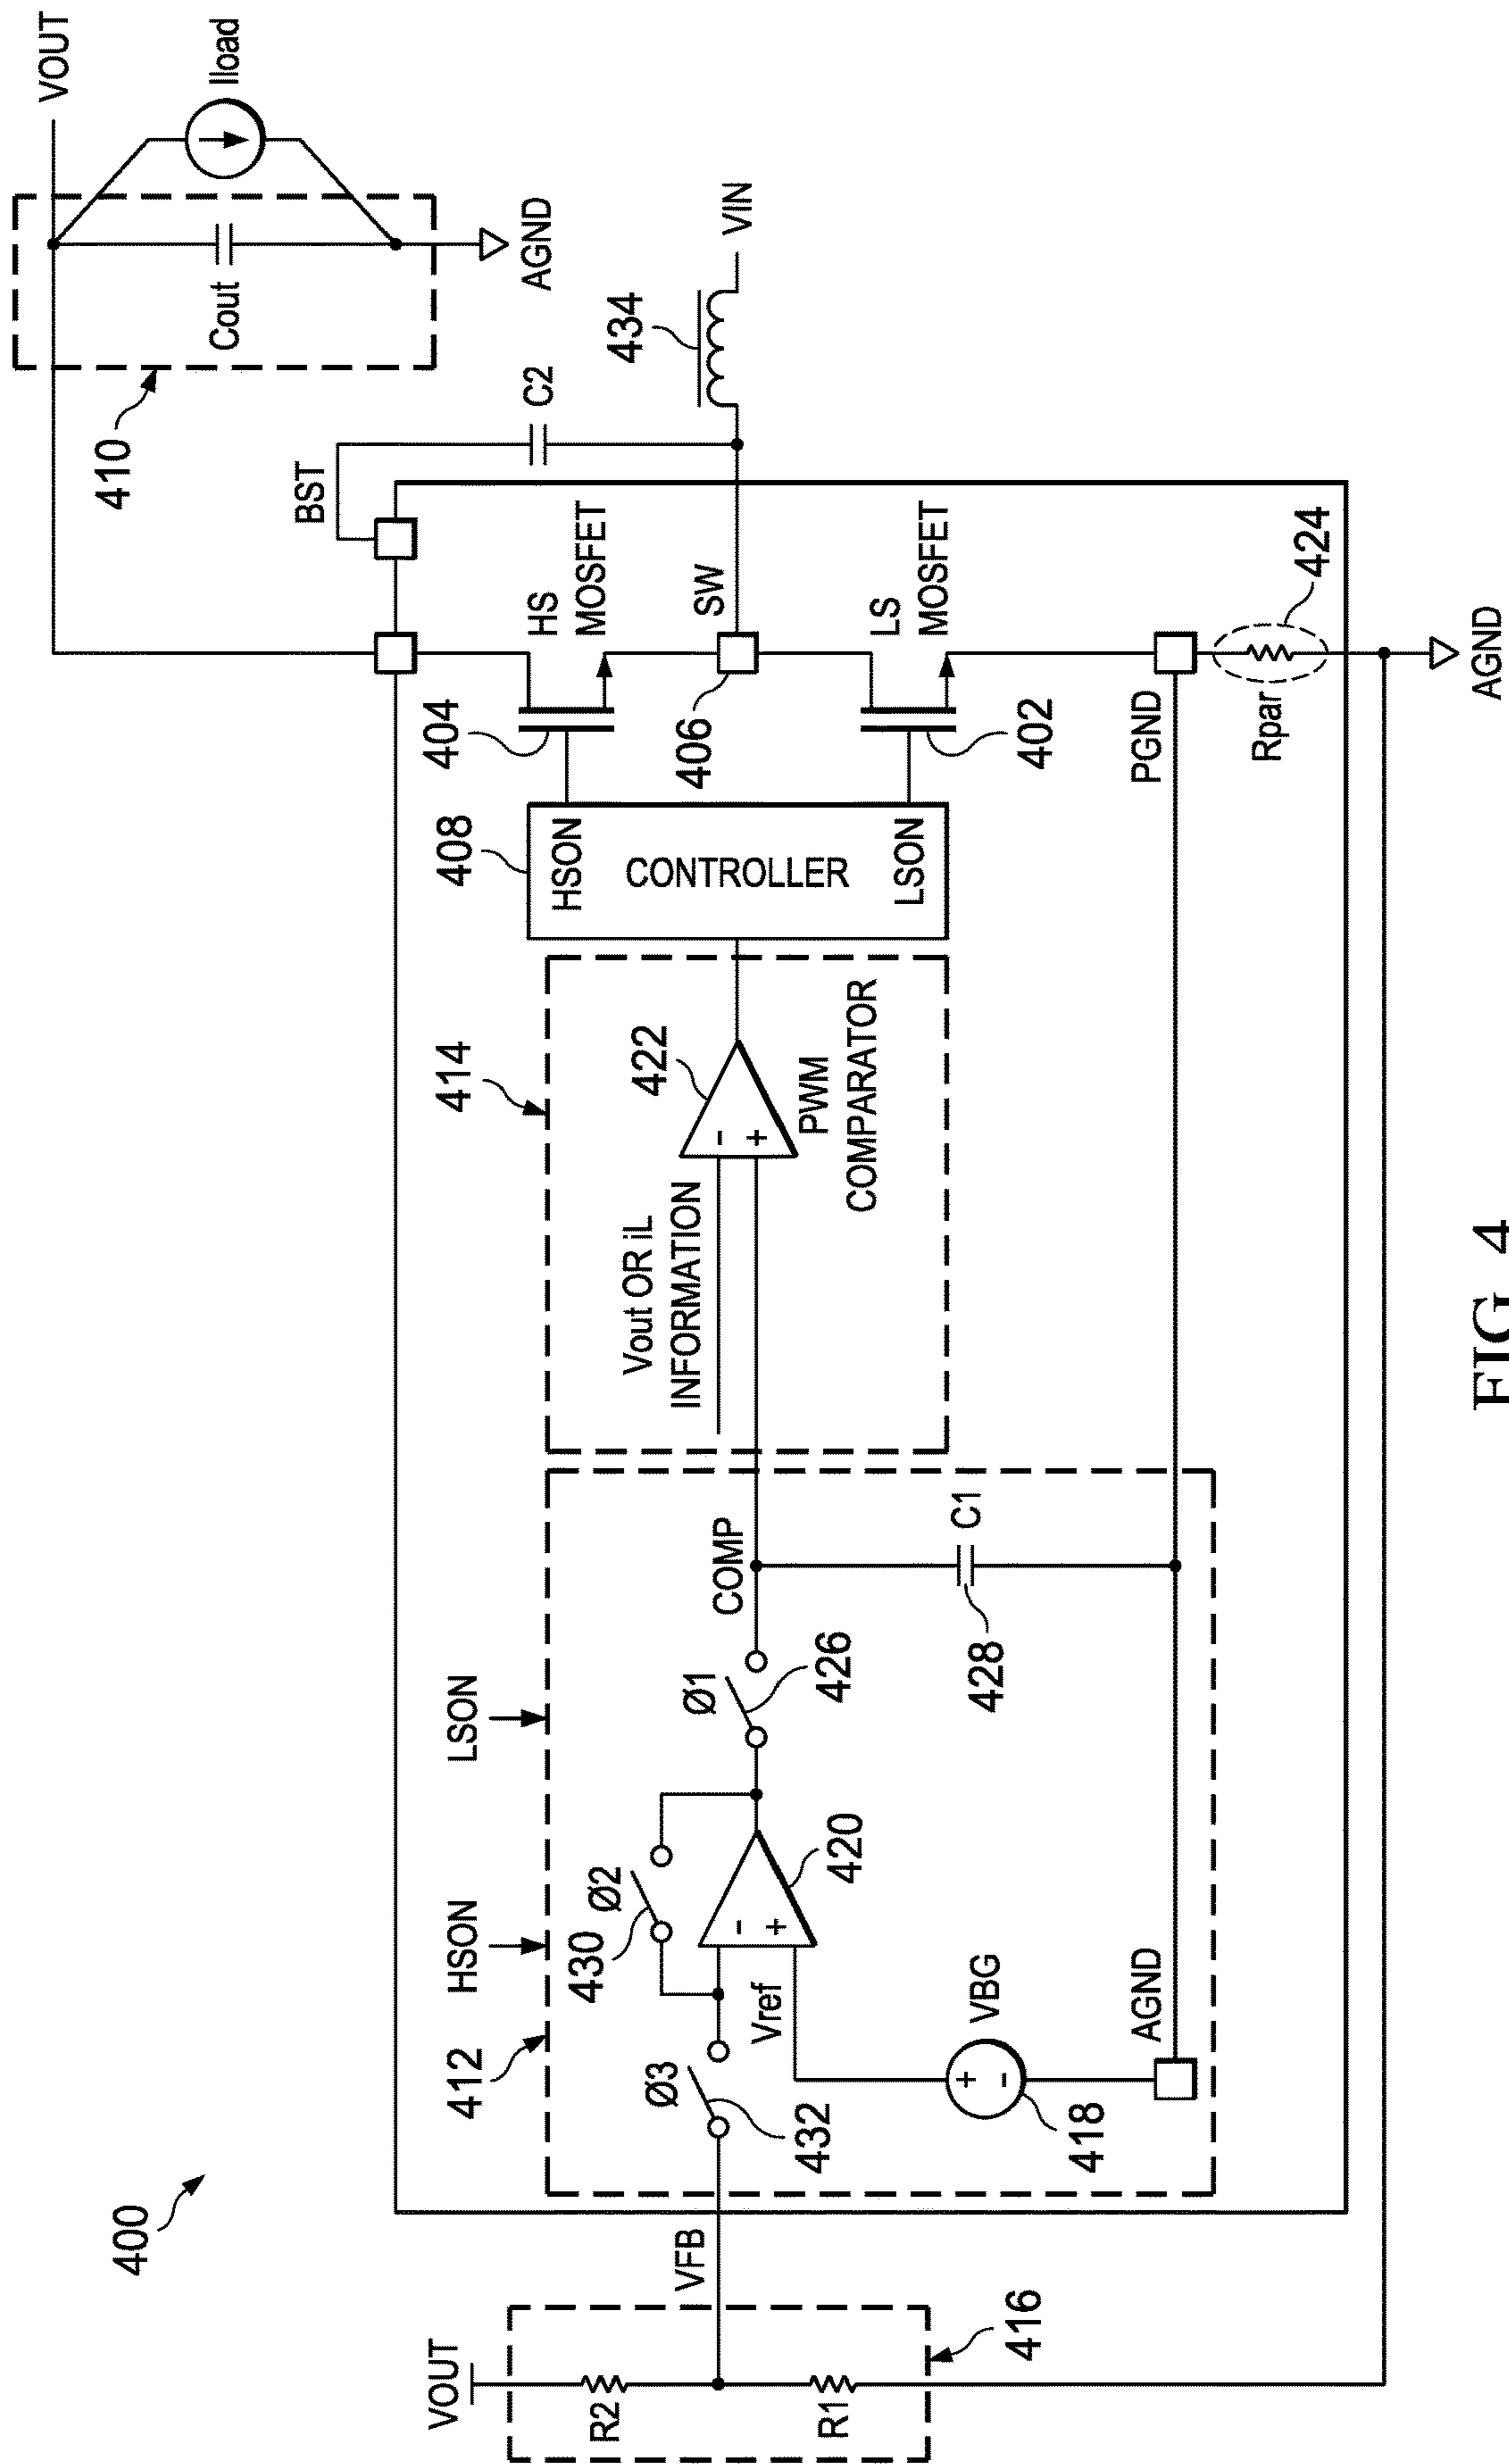 400
VOUT
R2
R1
416
VFB
412
HSON
LSON
Ø3
432
Ø2
430
-
+
420
Vref
+
-
VBG
418
AGND
Ø1
426
COMP
C1
428
414
Vout OR iL
INFORMATION
-
+
422
PWM
COMPARATOR
408
HSON
CONTROLLER
LSON
404
HS
MOSFET
406
SW
402
LS
MOSFET
PGND
Rpar
424
AGND
BST
C2
434
VIN
410
Cout
AGND
Iload
VOUT
FIG. 4